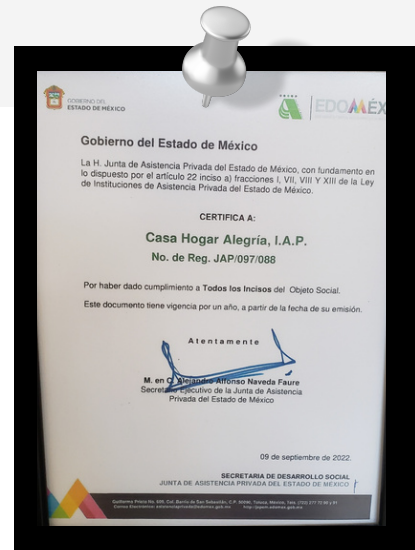 GOBIERNO DEL
ESTADO DE MÉXICO
EDOMÉX
Gobierno del Estado de México
La H. Junta de Asistencia Privada del Estado de México, con fundamento en
lo dispuesto por el artículo 22 inciso a) fracciones I, VII, VIII Y XIII de la Ley
de Instituciones de Asistencia Privada del Estado de México.
CERTIFICA A:
Casa Hogar Alegría, I.A.P.
No. de Reg. JAP/097/088
Por haber dado cumplimiento a Todos los Incisos del Objeto Social.
Este documento tiene vigencia por un año, a partir de la fecha de su emisión.
Atentamente
M. en C. Alejandro Alfonso Naveda Faure
Secretario Ejecutivo de la Junta de Asistencia
Privada del Estado de México
09 de septiembre de 2022.
SECRETARIA DE DESARROLLO SOCIAL
JUNTA DE ASISTENCIA PRIVADA DEL ESTADO DE MÉXICO